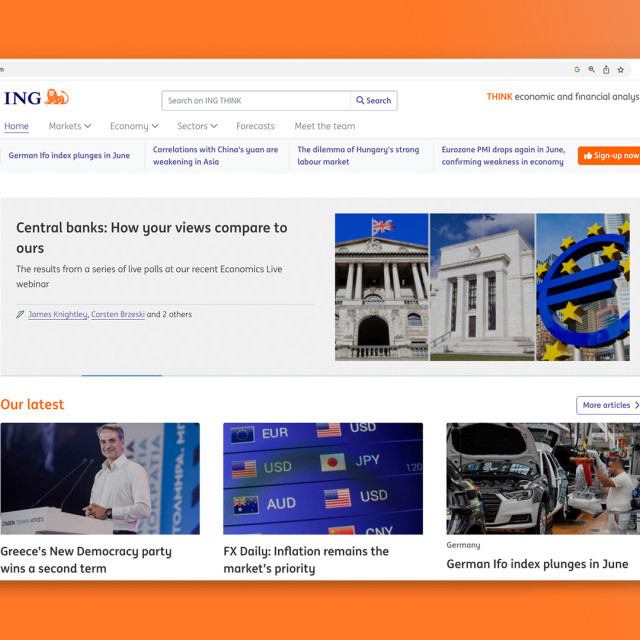 m
ING
Search on ING THINK
Search
THINK economic and financial analys
Home
Markets
Economy
Sectors
Forecasts
Meet the team
German Ifo index plunges in June
Correlations with China's yuan are
weakening in Asia
The dilemma of Hungary's strong
labour market
Eurozone PMI drops again in June,
confirming weakness in economy
Sign-up now
Central banks: How your views compare to
ours
The results from a series of live polls at our recent Economics Live
webinar
James Knightley, Carsten Brzeski and 2 others
Our latest
More articles
EUR
USD
USD
JPY
120
AUD
USD
CNY
Greece's New Democracy party
wins a second term
FX Daily: Inflation remains the
market's priority
Germany
German Ifo index plunges in June